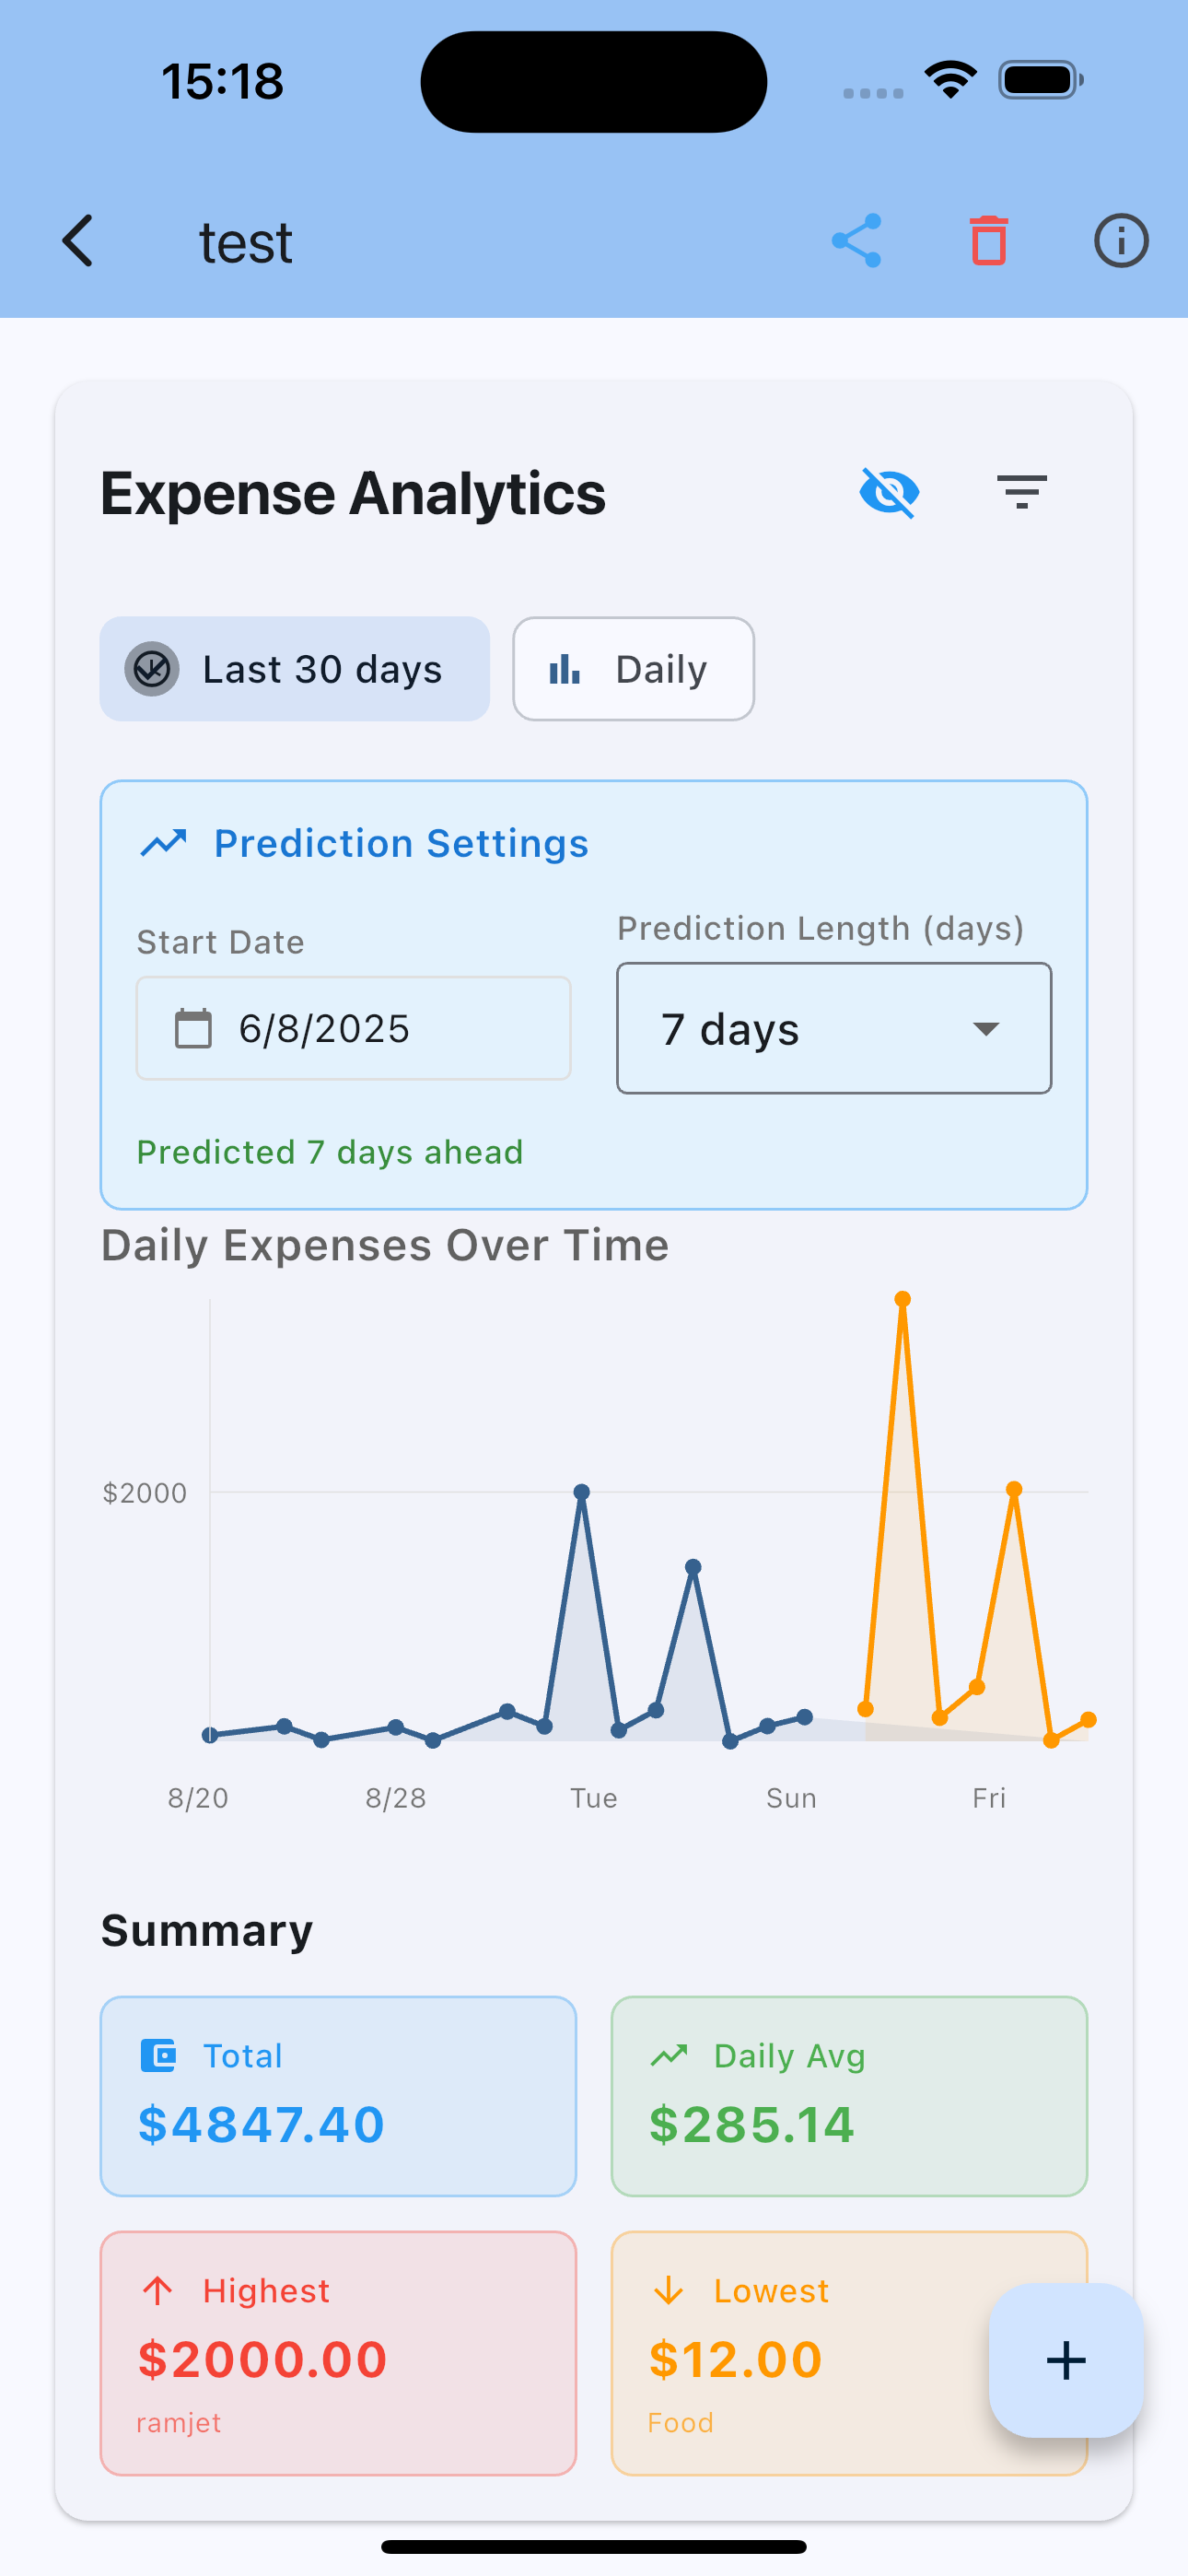 15:18
test
Expense Analytics
Last 30 days
Daily
Prediction Settings
Start Date
Prediction Length (days)
6/8/2025
7 days
Predicted 7 days ahead
Daily Expenses Over Time
$2000
8/20 8/28 Tue Sun Fri
Summary
Total
$4847.40
Daily Avg
$285.14
Highest
$2000.00
ramjet
Lowest
$12.00
Food